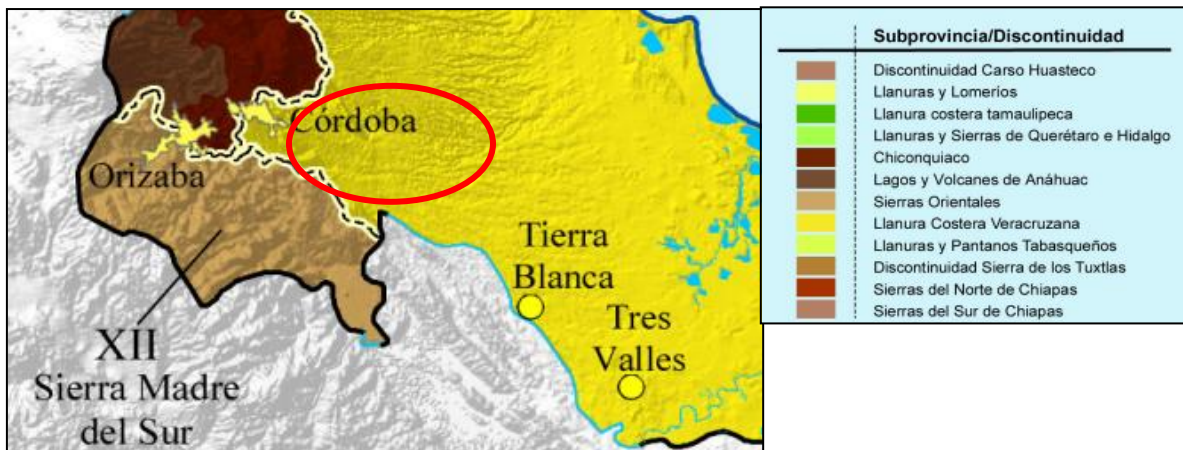 Córdoba
Orizaba
Tierra
Blanca
Tres
Valles
XII
Sierra Madre
del Sur
Subprovincia/Discontinuidad
Discontinuidad Carso Huasteco
Llanuras y Lomeríos
Llanura costera tamaulipeca
Llanuras y Sierras de Querétaro e Hidalgo
Chiconquiaco
Lagos y Volcanes de Anáhuac
Sierras Orientales
Llanura Costera Veracruzana
Llanuras y Pantanos Tabasqueños
Discontinuidad Sierra de los Tuxtlas
Sierras del Norte de Chiapas
Sierras del Sur de Chiapas